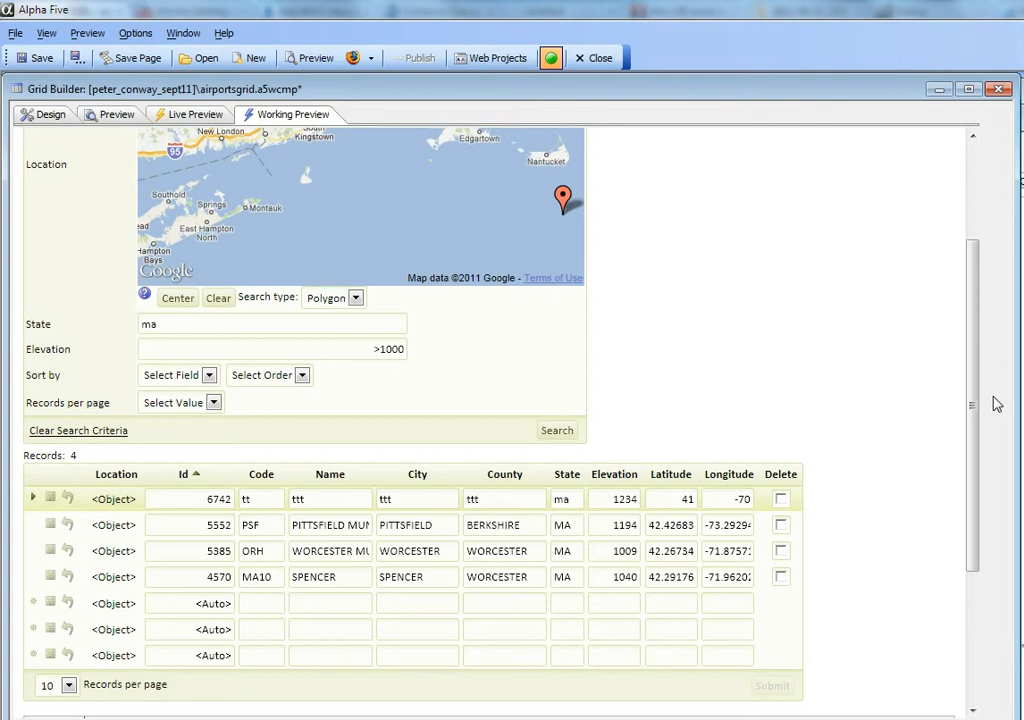 Alpha Five
File View Preview Options Window Help
Save Save Page Open New Preview Publish Web Projects Close
Grid Builder: [peter_conway_sept11]\airportsgrid.a5wcmp*
Design Preview Live Preview Working Preview
New London
Kingstown
Edgartown
95
Nantucket
Location
Southold
Springs Montauk
East Hampton
North
Hampton
Bays
Google Map data ©2011 Google - Terms of Use
? Center Clear Search type: Polygon
State ma
Elevation >1000
Sort by Select Field Select Order
Records per page Select Value
Clear Search Criteria Search
Records: 4
Location Id Code Name City County State Elevation Latitude Longitude Delete
<Object> 6742 tt ttt ttt ttt ma 1234 41 -70
<Object> 5552 PSF PITTSFIELD MUN PITTSFIELD BERKSHIRE MA 1194 42.42683 -73.2929
<Object> 5385 ORH WORCESTER MU WORCESTER WORCESTER MA 1009 42.26734 -71.8757
<Object> 4570 MA10 SPENCER SPENCER WORCESTER MA 1040 42.29176 -71.9620
<Object> <Auto>
<Object> <Auto>
<Object> <Auto>
10 Records per page Submit